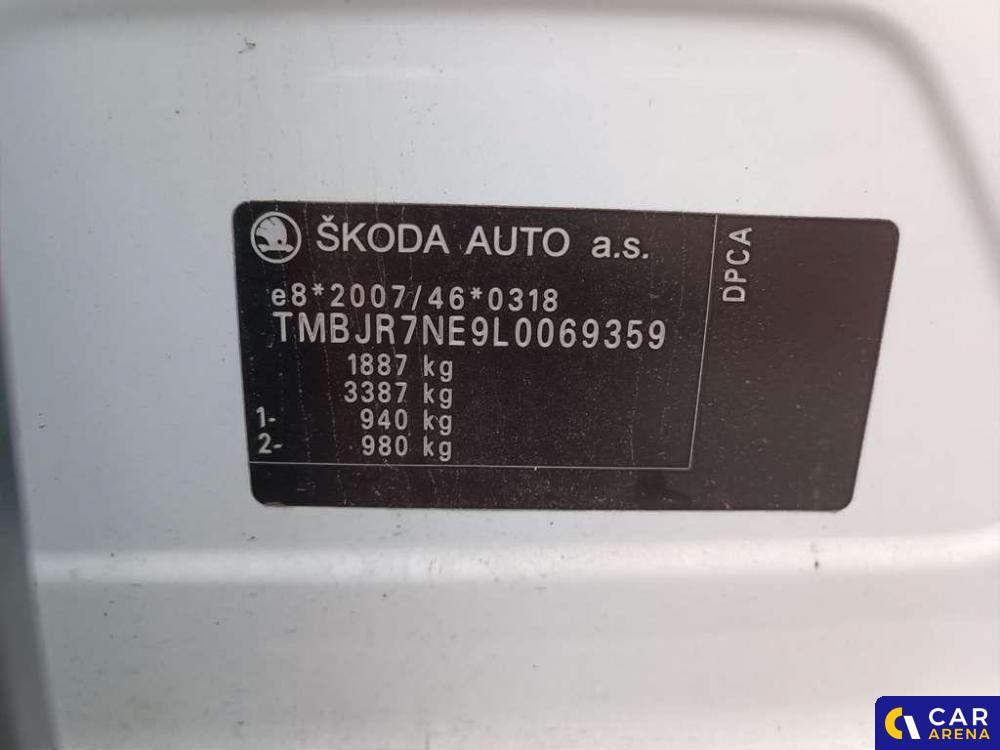 ŠKODA AUTO a.s.
e8*2007/46*0318
TMBJR7NE9L0069359
1887 kg
3387 kg
1- 940 kg
2- 980 kg
DPCA
CAR
ARENA